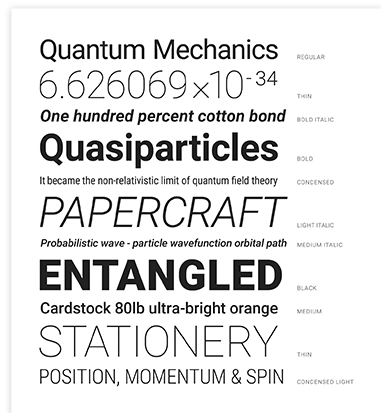 Quantum Mechanics REGULAR
6.626069×10-34 THIN
One hundred percent cotton bond BOLD ITALIC
Quasiparticles BOLD
It became the non-relativistic limit of quantum field theory CONDENSED
PAPERCRAFT LIGHT ITALIC
Probabilistic wave - particle wavefunction orbital path MEDIUM ITALIC
ENTANGLED BLACK
Cardstock 80lb ultra-bright orange MEDIUM
STATIONERY THIN
POSITION, MOMENTUM & SPIN CONDENSED LIGHT